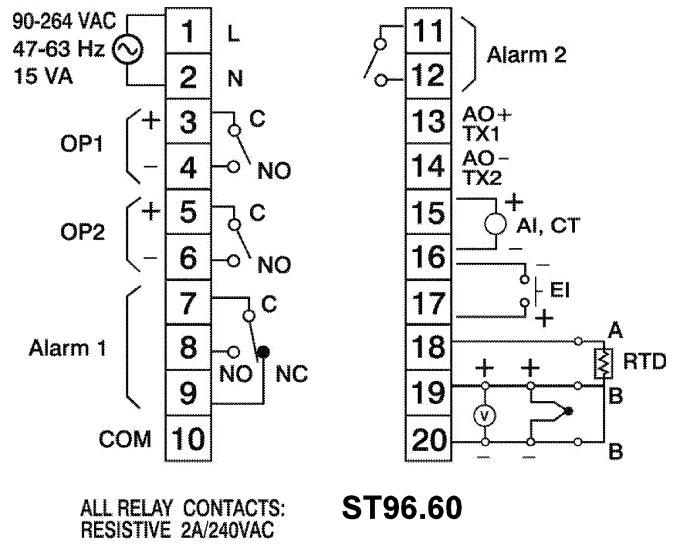 90-264 VAC
47-63 Hz
15 VA
1 L
2 N
OP1 + 3 C
− 4 NO
OP2 + 5 C
− 6 NO
Alarm 1
7 C
8 NO
9 NC
COM 10
11
12
Alarm 2
13 AO+
TX1
14 AO−
TX2
15 +
AI, CT
−
16 −
EI
17 +
18 A
RTD
19 + + B
V
20 − − B
ALL RELAY CONTACTS:
RESISTIVE 2A/240VAC
ST96.60